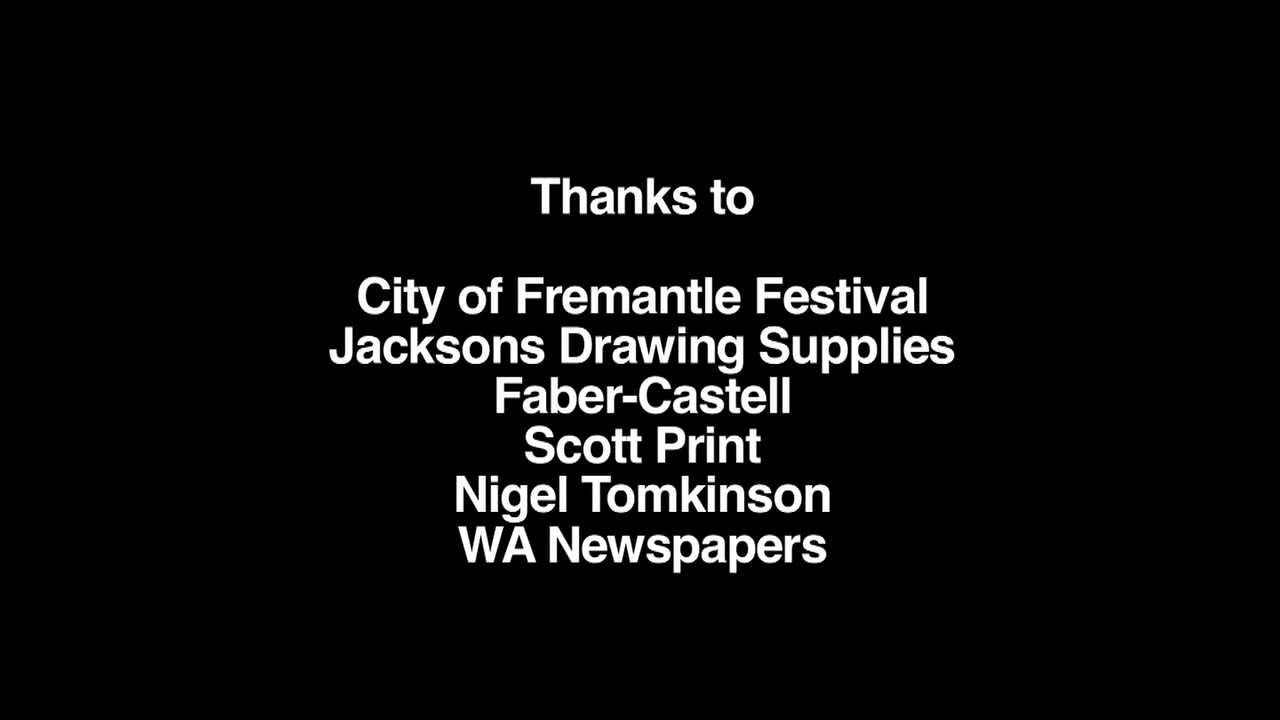 Thanks to
City of Fremantle Festival
Jacksons Drawing Supplies
Faber-Castell
Scott Print
Nigel Tomkinson
WA Newspapers